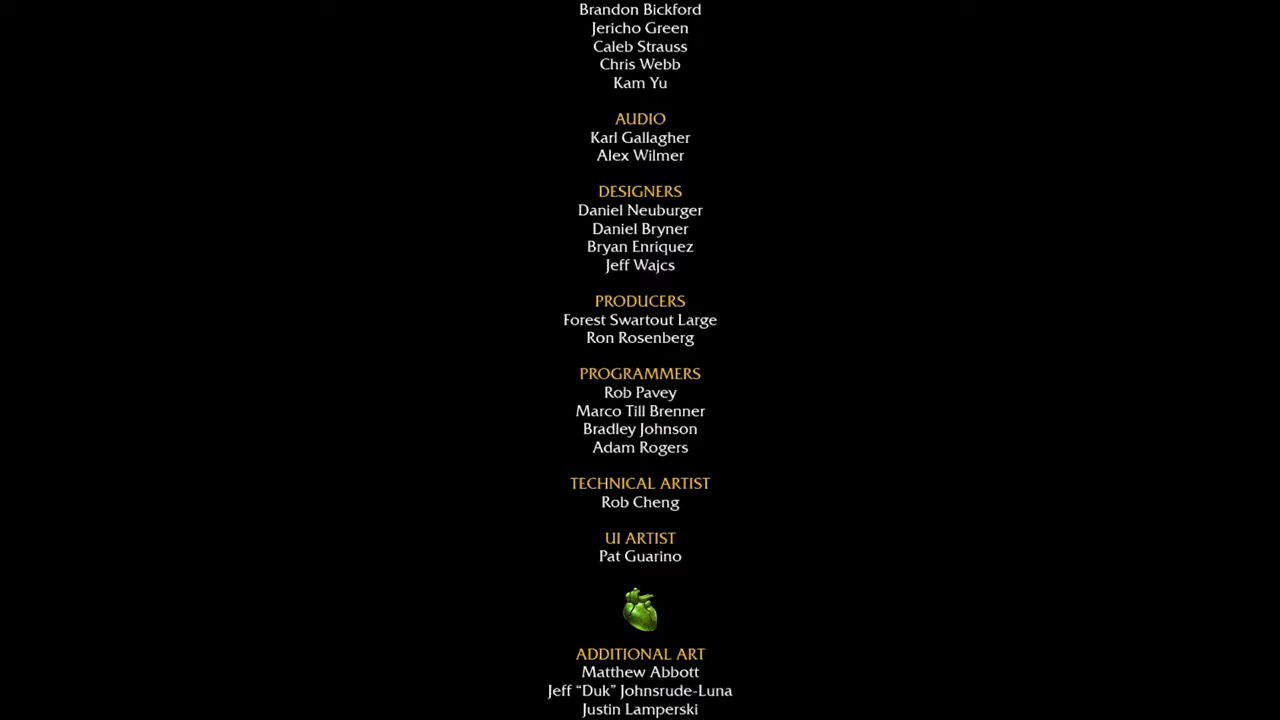 Brandon Bickford
Jericho Green
Caleb Strauss
Chris Webb
Kam Yu
AUDIO
Karl Gallagher
Alex Wilmer
DESIGNERS
Daniel Neuburger
Daniel Bryner
Bryan Enriquez
Jeff Wajcs
PRODUCERS
Forest Swartout Large
Ron Rosenberg
PROGRAMMERS
Rob Pavey
Marco Till Brenner
Bradley Johnson
Adam Rogers
TECHNICAL ARTIST
Rob Cheng
UI ARTIST
Pat Guarino
ADDITIONAL ART
Matthew Abbott
Jeff “Duk” Johnsrude-Luna
Justin Lamperski